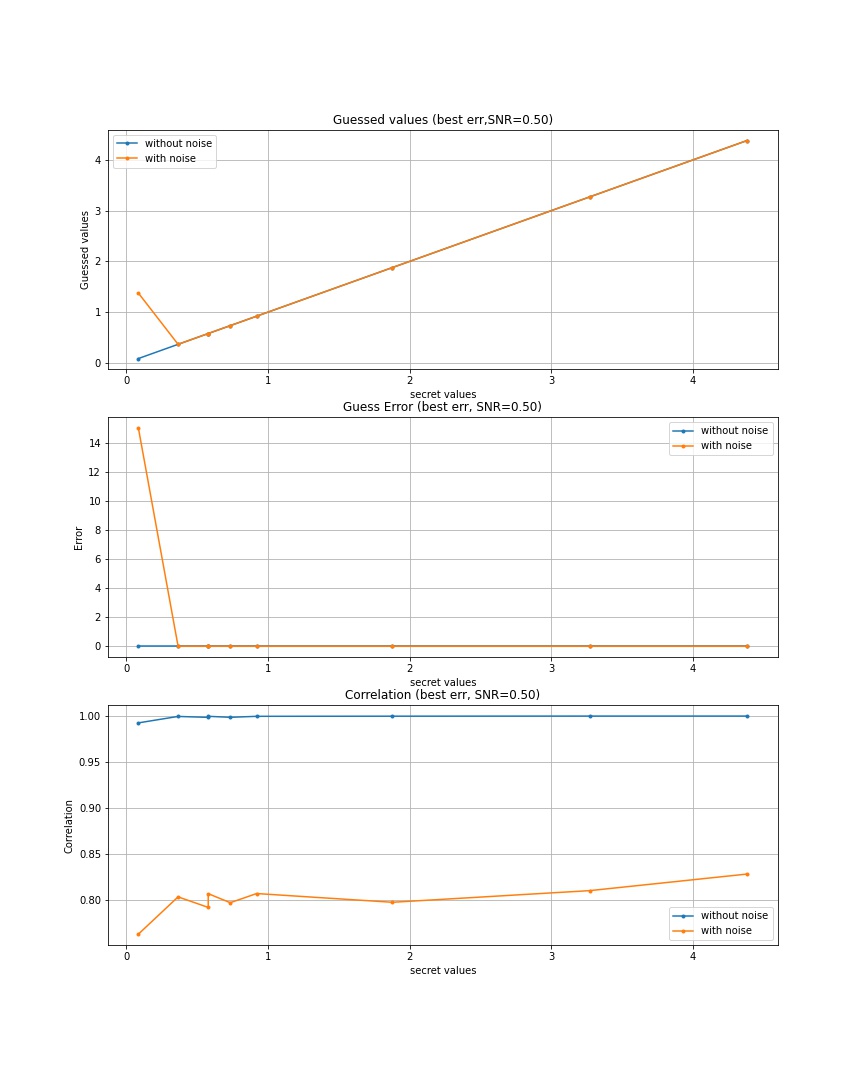 Guessed values (best err,SNR=0.50)
without noise
with noise
Guessed values
4
3
2
1
0
0 1 2 3 4
secret values
Guess Error (best err, SNR=0.50)
without noise
with noise
Error
14
12
10
8
6
4
2
0
0 1 2 3 4
secret values
Correlation (best err, SNR=0.50)
Correlation
1.00
0.95
0.90
0.85
0.80
without noise
with noise
0 1 2 3 4
secret values